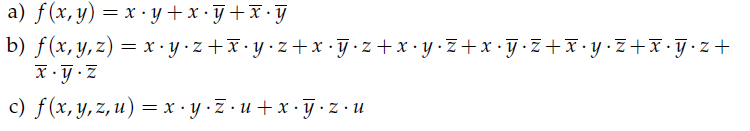 a) f(x, y) = x · y + x · y̅ + x̅ · y̅
b) f(x, y, z) = x · y · z + x̅ · y · z + x · y̅ · z + x · y · z̅ + x · y̅ · z̅ + x̅ · y · z̅ + x̅ · y̅ · z +
x̅ · y̅ · z̅
c) f(x, y, z, u) = x · y · z̅ · u + x · y̅ · z · u